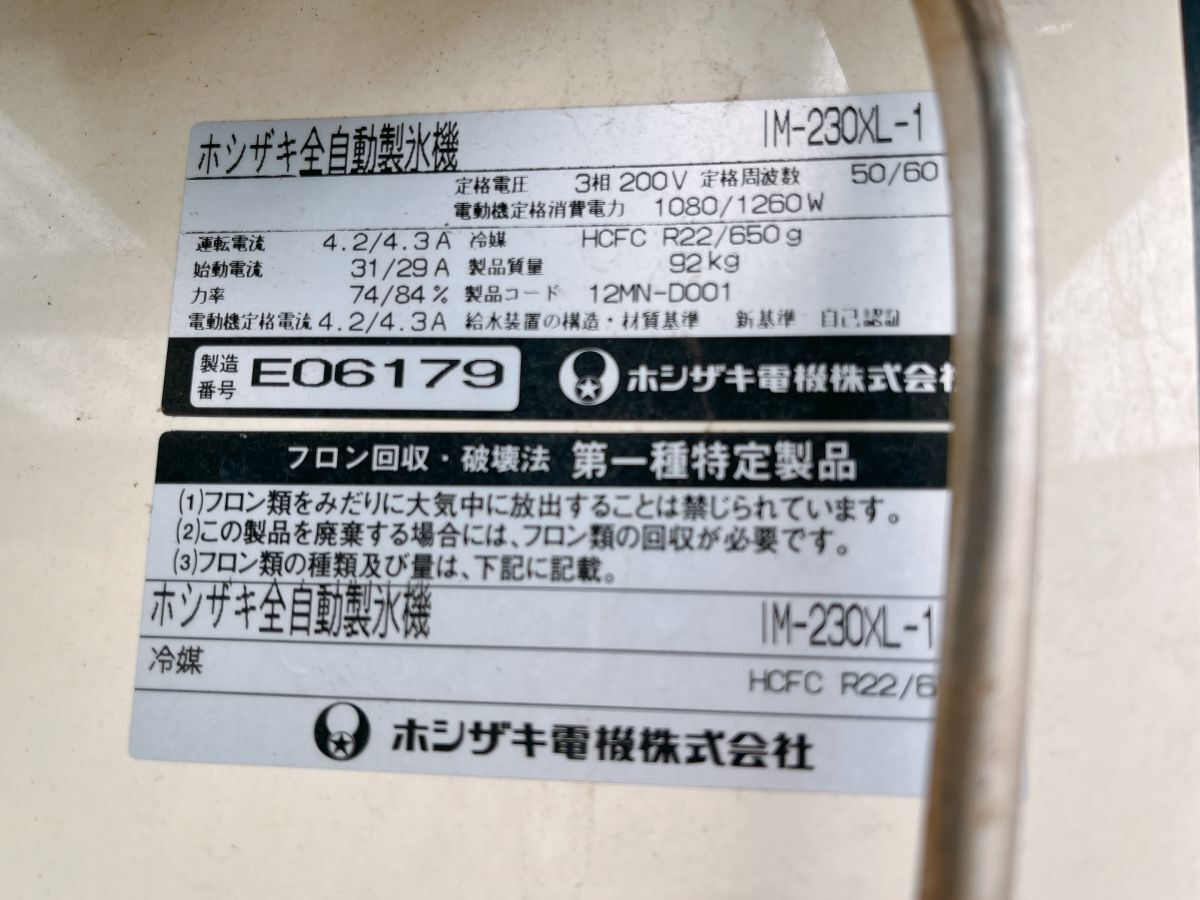 ホシザキ全自動製氷機 IM-230XL-1
定格電圧 3相 200V 定格周波数 50/60
電動機定格消費電力 1080/1260W
運転電流 4.2/4.3A 冷媒 HCFC R22/650g
始動電流 31/29A 製品質量 92kg
力率 74/84% 製品コード 12MN-D001
電動機定格電流 4.2/4.3A 給水装置の構造・材質基準 新基準 自己認証
製造番号 E06179 ホシザキ電機株式会社
フロン回収・破壊法 第一種特定製品
(1)フロン類をみだりに大気中に放出することは禁じられています。
(2)この製品を廃棄する場合には、フロン類の回収が必要です。
(3)フロン類の種類及び量は、下記に記載。
ホシザキ全自動製氷機 IM-230XL-1
冷媒 HCFC R22/6
ホシザキ電機株式会社